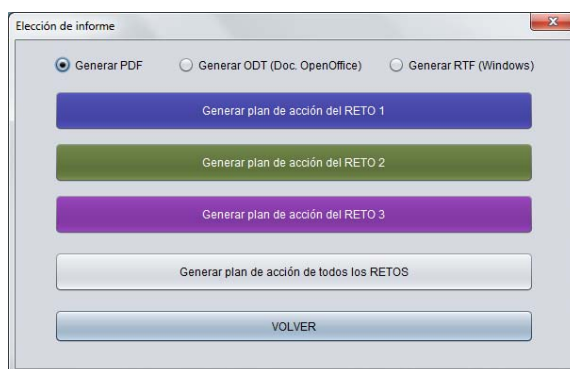 Elección de informe
Generar PDF Generar ODT (Doc. OpenOffice) Generar RTF (Windows)
Generar plan de acción del RETO 1
Generar plan de acción del RETO 2
Generar plan de acción del RETO 3
Generar plan de acción de todos los RETOS
VOLVER